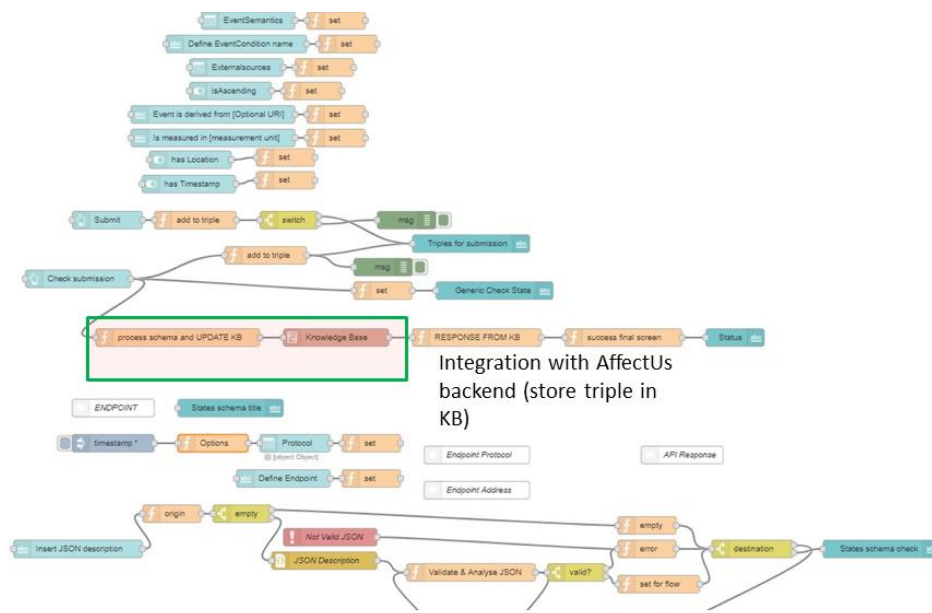 EventSemantics set
Define EventCondition name set
Externalsources set
isAscending set
Event is derived from [Optional URI] set
Is measured in [measurement unit] set
has Location set
has Timestamp set
Submit add to triple switch msg
Triples for submission
add to triple
msg
Check submission
set Generic Check State
process schema and UPDATE KB Knowledge Base RESPONSE FROM KB success final screen Status
Integration with AffectUs
backend (store triple in
KB)
ENDPOINT States schema title
timestamp * Options Protocol set
[object Object]
Endpoint Protocol API Response
Define Endpoint set
Endpoint Address
origin empty
empty
Not Valid JSON
Insert JSON description error destination States schema check
JSON Description
Validate & Analyse JSON valid?
set for flow